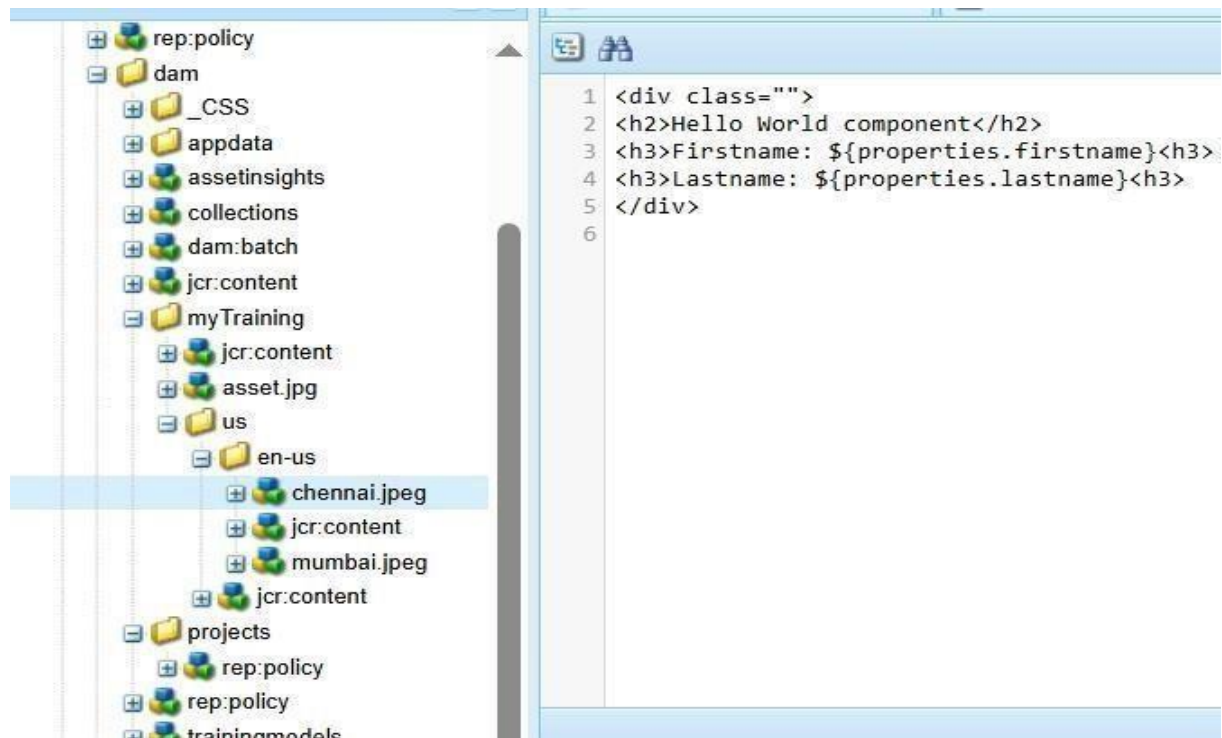 rep:policy
dam
_CSS
appdata
assetinsights
collections
dam:batch
jcr:content
myTraining
jcr:content
asset.jpg
us
en-us
chennai.jpeg
jcr:content
mumbai.jpeg
jcr:content
projects
rep:policy
rep:policy
trainingmodels
1 <div class="">
2 <h2>Hello World component</h2>
3 <h3>Firstname: ${properties.firstname}<h3>
4 <h3>Lastname: ${properties.lastname}<h3>
5 </div>
6